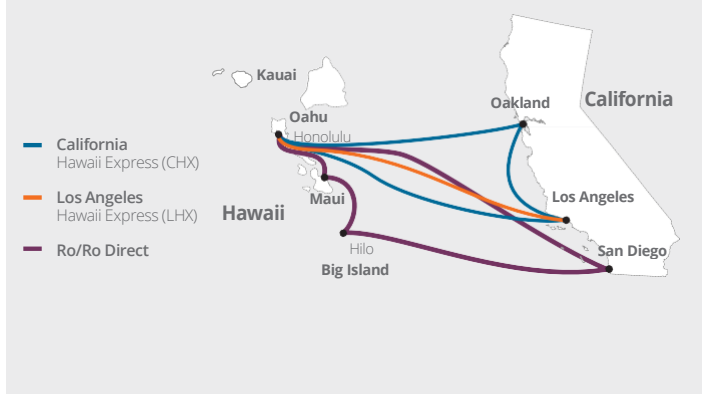 Kauai
Oahu
Honolulu
Oakland
California
California
Hawaii Express (CHX)
Los Angeles
Hawaii Express (LHX)
Ro/Ro Direct
Hawaii
Maui
Los Angeles
San Diego
Hilo
Big Island